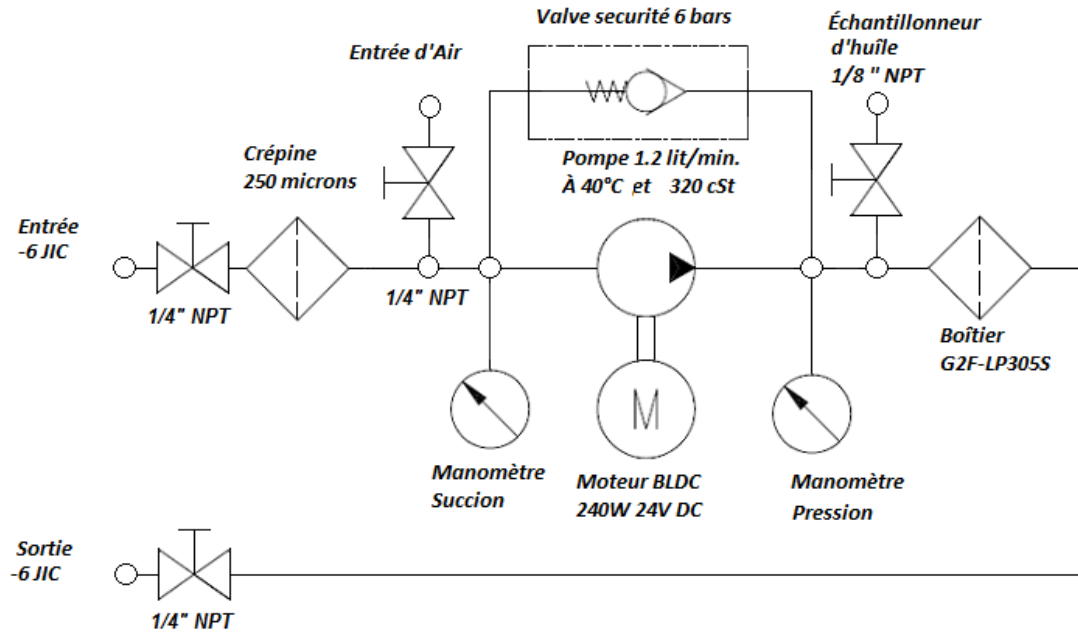 Valve securité 6 bars
Échantillonneur
d'huîle
1/8 " NPT
Entrée d'Air
Crépine
250 microns
Pompe 1.2 lit/min.
À 40°C et 320 cSt
Entrée
-6 JIC
1/4" NPT
1/4" NPT
Boîtier
G2F-LP305S
M
Manomètre
Succion
Moteur BLDC
240W 24V DC
Manomètre
Pression
Sortie
-6 JIC
1/4" NPT